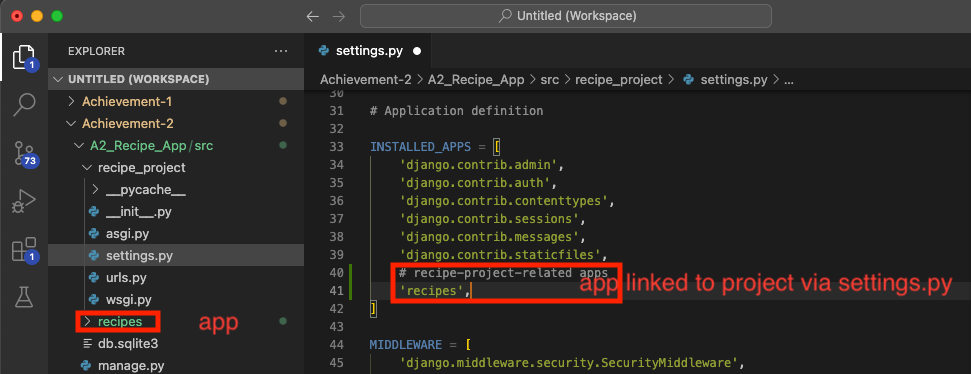 Untitled (Workspace)
EXPLORER
settings.py
UNTITLED (WORKSPACE)
Achievement-2 > A2_Recipe_App > src > recipe_project > settings.py > ...
Achievement-1
Achievement-2
A2_Recipe_App/src
recipe_project
__pycache__
__init__.py
asgi.py
settings.py
urls.py
wsgi.py
recipes
app
db.sqlite3
manage.py
1
73
1
30
31 # Application definition
32
33 INSTALLED_APPS = [
34 'django.contrib.admin',
35 'django.contrib.auth',
36 'django.contrib.contenttypes',
37 'django.contrib.sessions',
38 'django.contrib.messages',
39 'django.contrib.staticfiles',
40 # recipe-project-related apps
41 'recipes',
app linked to project via settings.py
42 ]
43
44 MIDDLEWARE = [
45 'django.middleware.security.SecurityMiddleware',